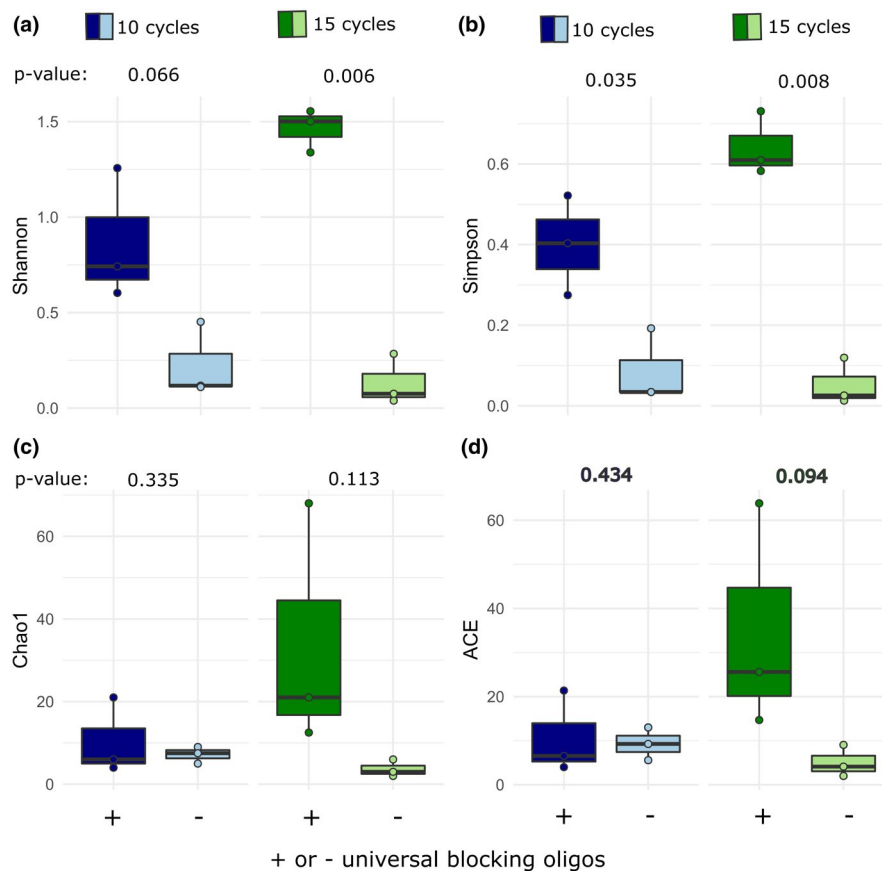 (a) 10 cycles 15 cycles
p-value: 0.066 0.006
1.5
1.0
0.5
0.0
Shannon
(b) 10 cycles 15 cycles
0.035 0.008
0.6
0.4
0.2
0.0
Simpson
(c)
p-value: 0.335 0.113
60
40
20
0
Chao1
+ - + -
(d)
0.434 0.094
60
40
20
0
ACE
+ - + -
+ or - universal blocking oligos